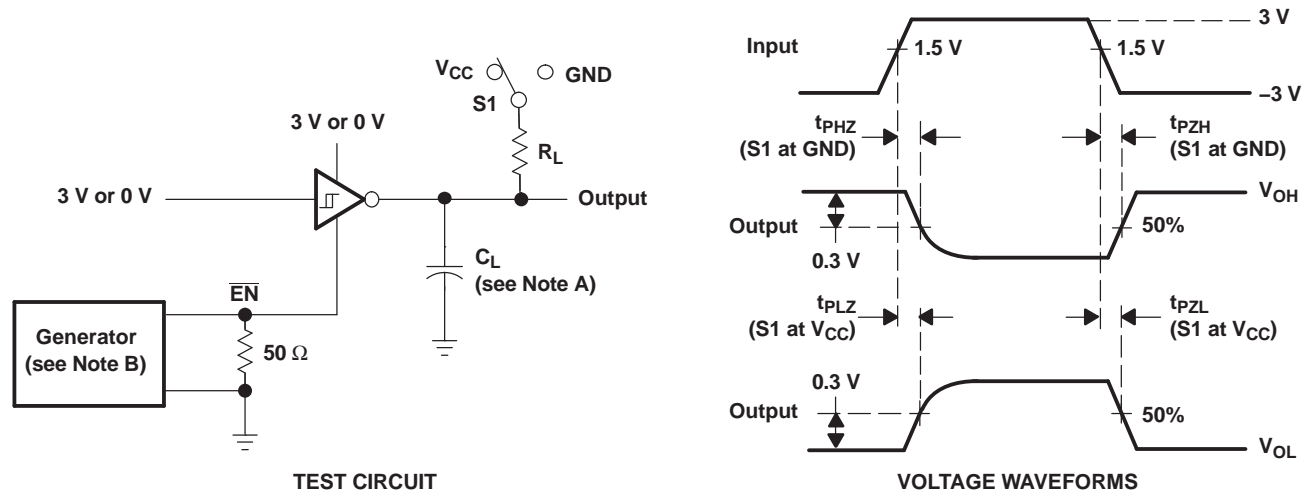 VCC
GND
S1
3 V or 0 V
RL
3 V or 0 V
Output
CL
(see Note A)
EN
Generator
(see Note B)
50 Ω
TEST CIRCUIT
3 V
Input
1.5 V
1.5 V
–3 V
tPHZ
(S1 at GND)
tPZH
(S1 at GND)
VOH
Output
50%
0.3 V
tPLZ
(S1 at VCC)
tPZL
(S1 at VCC)
0.3 V
Output
50%
VOL
VOLTAGE WAVEFORMS